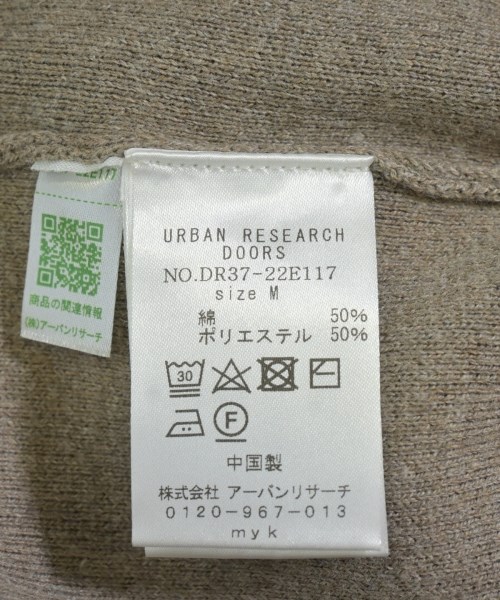 22E117
商品の関連情報
(株)アーバンリサーチ
URBAN RESEARCH
DOORS
NO.DR37-22E117
size M
綿 50%
ポリエステル 50%
30
F
中国製
株式会社 アーバンリサーチ
0120-967-013
myk